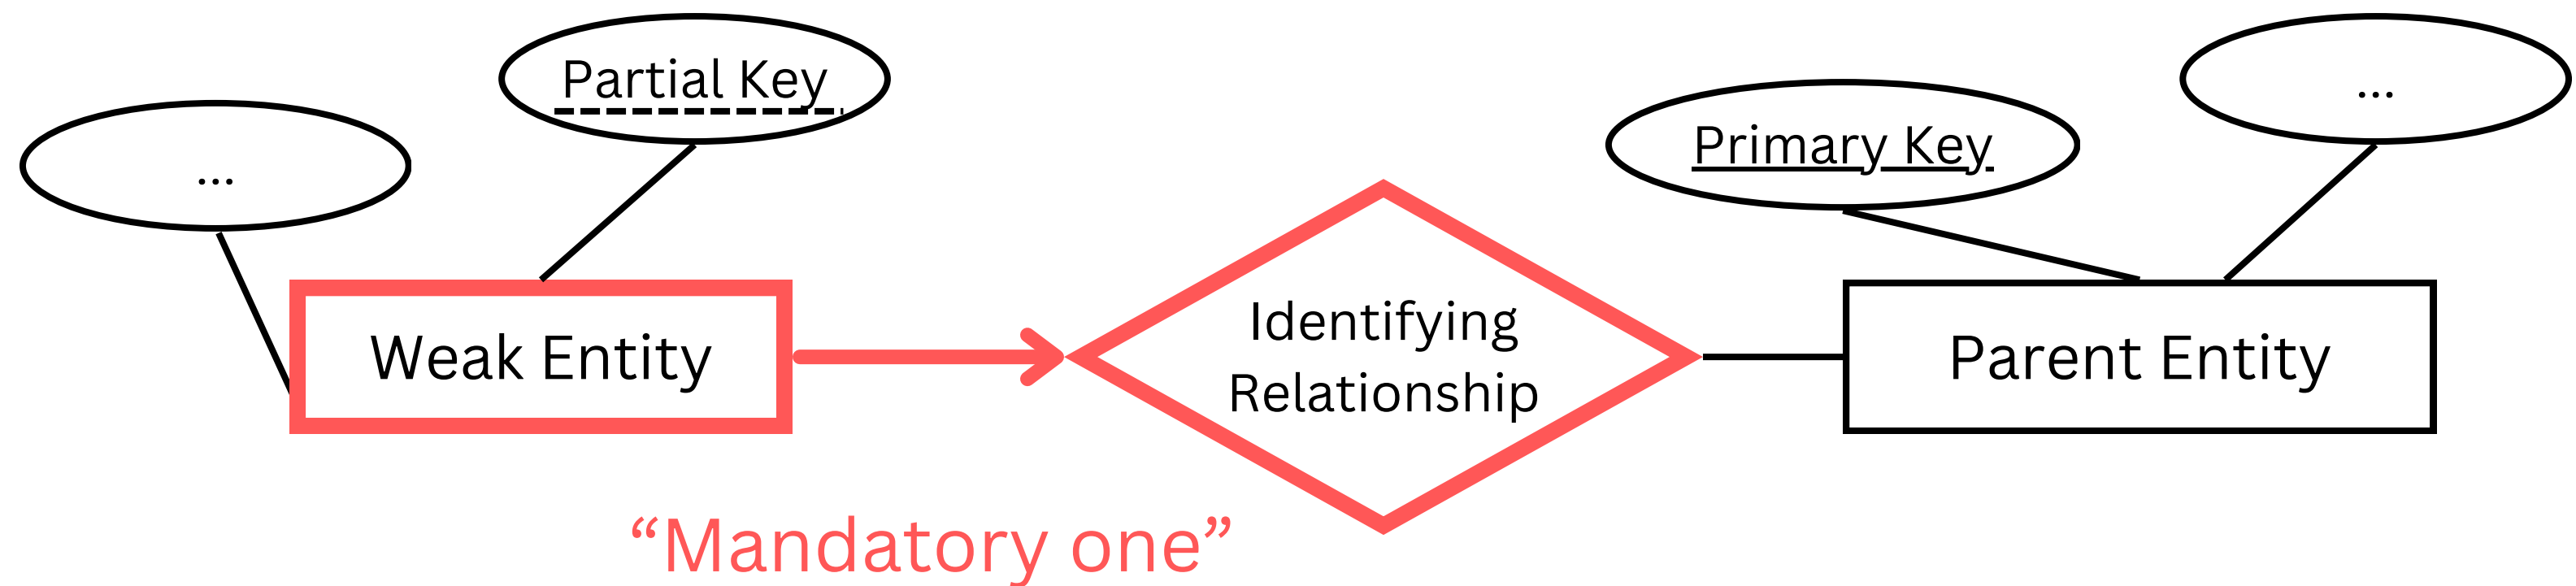 ...
Partial Key
Primary Key
...
Weak Entity
Identifying
Relationship
Parent Entity
“Mandatory one”